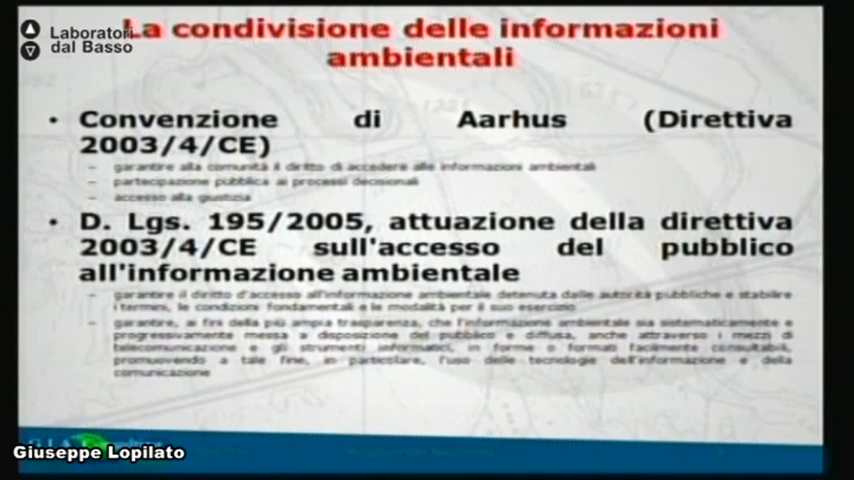 Laboratori
dal Basso
La condivisione delle informazioni
ambientali
• Convenzione di Aarhus (Direttiva
2003/4/CE)
– garantire alla comunità il diritto di accedere alle informazioni ambientali
– partecipazione pubblica ai processi decisionali
– accesso alla giustizia
• D. Lgs. 195/2005, attuazione della direttiva
2003/4/CE sull'accesso del pubblico
all'informazione ambientale
– garantire il diritto d'accesso all'informazione ambientale detenuta dalle autorità pubbliche e stabilire
i termini, le condizioni fondamentali e le modalità per il suo esercizio
– garantire, ai fini della più ampia trasparenza, che l'informazione ambientale sia sistematicamente e
progressivamente messa a disposizione del pubblico e diffusa, anche attraverso i mezzi di
telecomunicazione e gli strumenti informatici, in forme o formati facilmente consultabili,
promuovendo a tale fine, in particolare, l'uso delle tecnologie dell'informazione e della
comunicazione
Giuseppe Lopilato